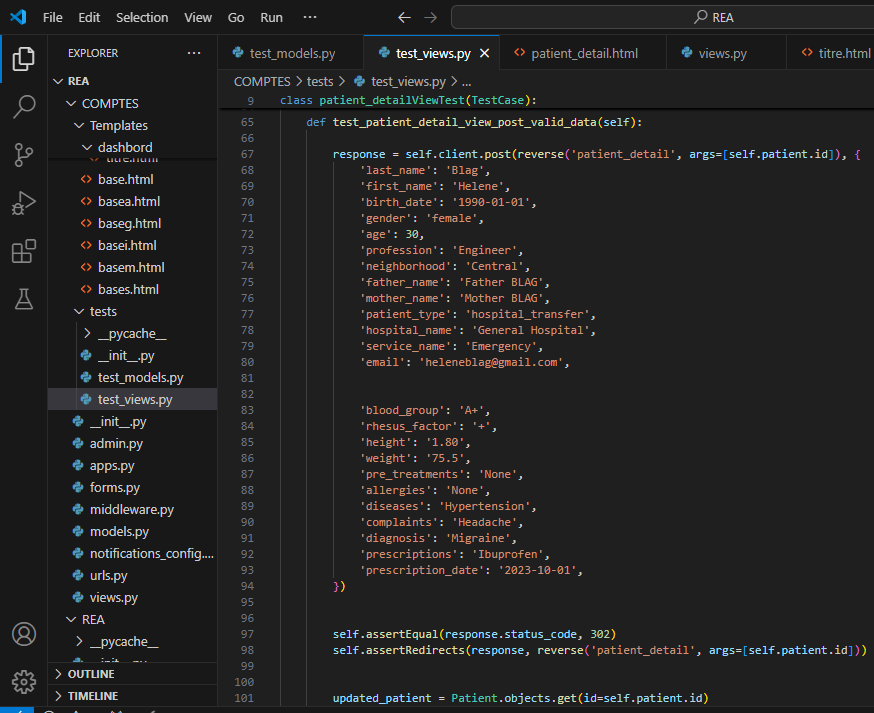 File Edit Selection View Go Run ··· ← → REA
EXPLORER ···
REA
COMPTES
Templates
dashbord
titre.html
base.html
basea.html
baseg.html
basei.html
basem.html
bases.html
tests
__pycache__
__init__.py
test_models.py
test_views.py
__init__.py
admin.py
apps.py
forms.py
middleware.py
models.py
notifications_config....
urls.py
views.py
REA
__pycache__
__init__.py
OUTLINE
TIMELINE
test_models.py test_views.py × patient_detail.html views.py titre.html
COMPTES > tests > test_views.py > ...
9 class patient_detailViewTest(TestCase):
65 def test_patient_detail_view_post_valid_data(self):
66
67 response = self.client.post(reverse('patient_detail', args=[self.patient.id]), {
68 'last_name': 'Blag',
69 'first_name': 'Helene',
70 'birth_date': '1990-01-01',
71 'gender': 'female',
72 'age': 30,
73 'profession': 'Engineer',
74 'neighborhood': 'Central',
75 'father_name': 'Father BLAG',
76 'mother_name': 'Mother BLAG',
77 'patient_type': 'hospital_transfer',
78 'hospital_name': 'General Hospital',
79 'service_name': 'Emergency',
80 'email': 'heleneblag@gmail.com',
81
82
83 'blood_group': 'A+',
84 'rhesus_factor': '+',
85 'height': '1.80',
86 'weight': '75.5',
87 'pre_treatments': 'None',
88 'allergies': 'None',
89 'diseases': 'Hypertension',
90 'complaints': 'Headache',
91 'diagnosis': 'Migraine',
92 'prescriptions': 'Ibuprofen',
93 'prescription_date': '2023-10-01',
94 })
95
96
97 self.assertEqual(response.status_code, 302)
98 self.assertRedirects(response, reverse('patient_detail', args=[self.patient.id]))
99
100
101 updated_patient = Patient.objects.get(id=self.patient.id)